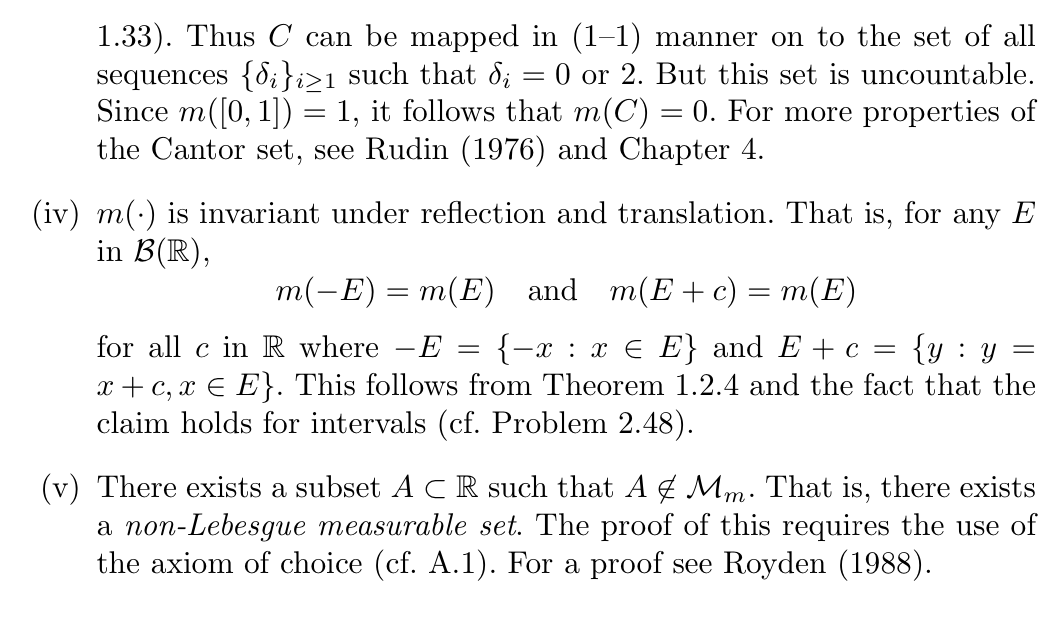 1.33). Thus C can be mapped in (1–1) manner on to the set of all
sequences {δᵢ}ᵢ≥₁ such that δᵢ = 0 or 2. But this set is uncountable.
Since m([0, 1]) = 1, it follows that m(C) = 0. For more properties of
the Cantor set, see Rudin (1976) and Chapter 4.
(iv) m(·) is invariant under reflection and translation. That is, for any E
in ℬ(ℝ),
m(−E) = m(E) and m(E + c) = m(E)
for all c in ℝ where −E = {−x : x ∈ E} and E + c = {y : y =
x + c, x ∈ E}. This follows from Theorem 1.2.4 and the fact that the
claim holds for intervals (cf. Problem 2.48).
(v) There exists a subset A ⊂ ℝ such that A ∉ ℳₘ. That is, there exists
a non-Lebesgue measurable set. The proof of this requires the use of
the axiom of choice (cf. A.1). For a proof see Royden (1988).